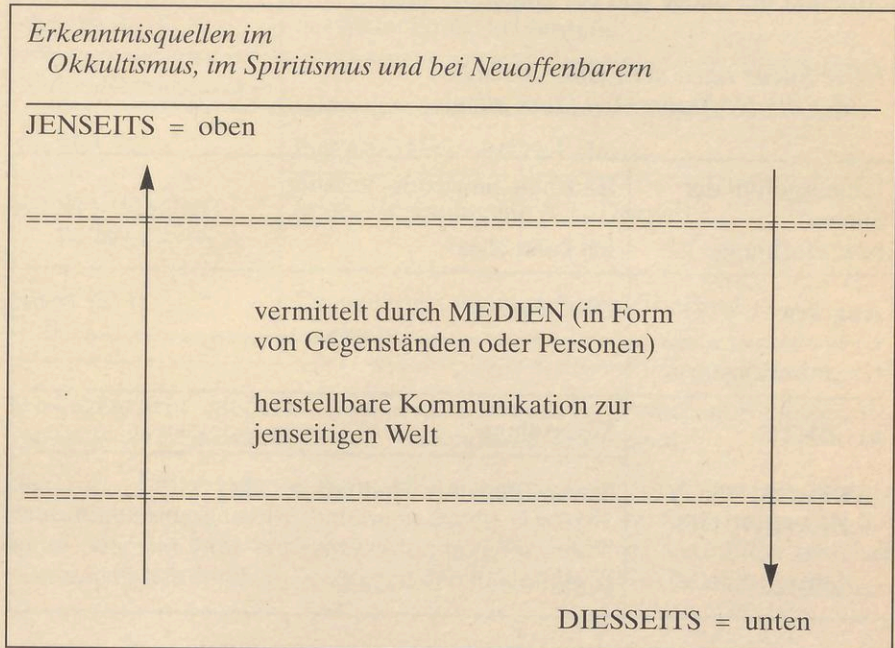 Erkenntnisquellen im
Okkultismus, im Spiritismus und bei Neuoffenbarern
JENSEITS = oben
vermittelt durch MEDIEN (in Form
von Gegenständen oder Personen)
herstellbare Kommunikation zur
jenseitigen Welt
DIESSEITS = unten